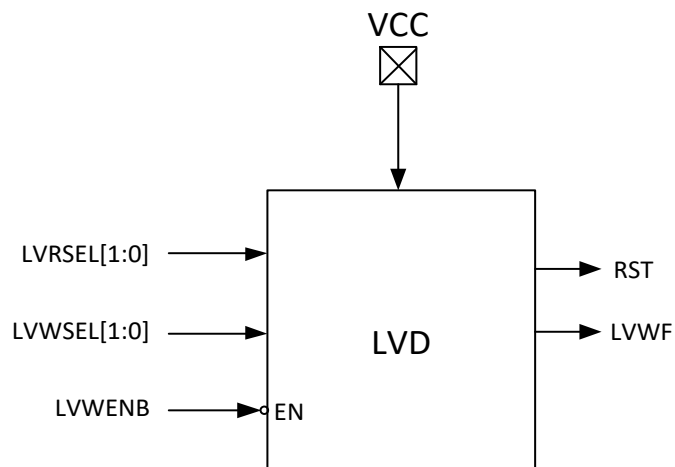 VCC
LVRSEL[1:0]
RST
LVWSEL[1:0]
LVD
LVWF
LVWENB
EN